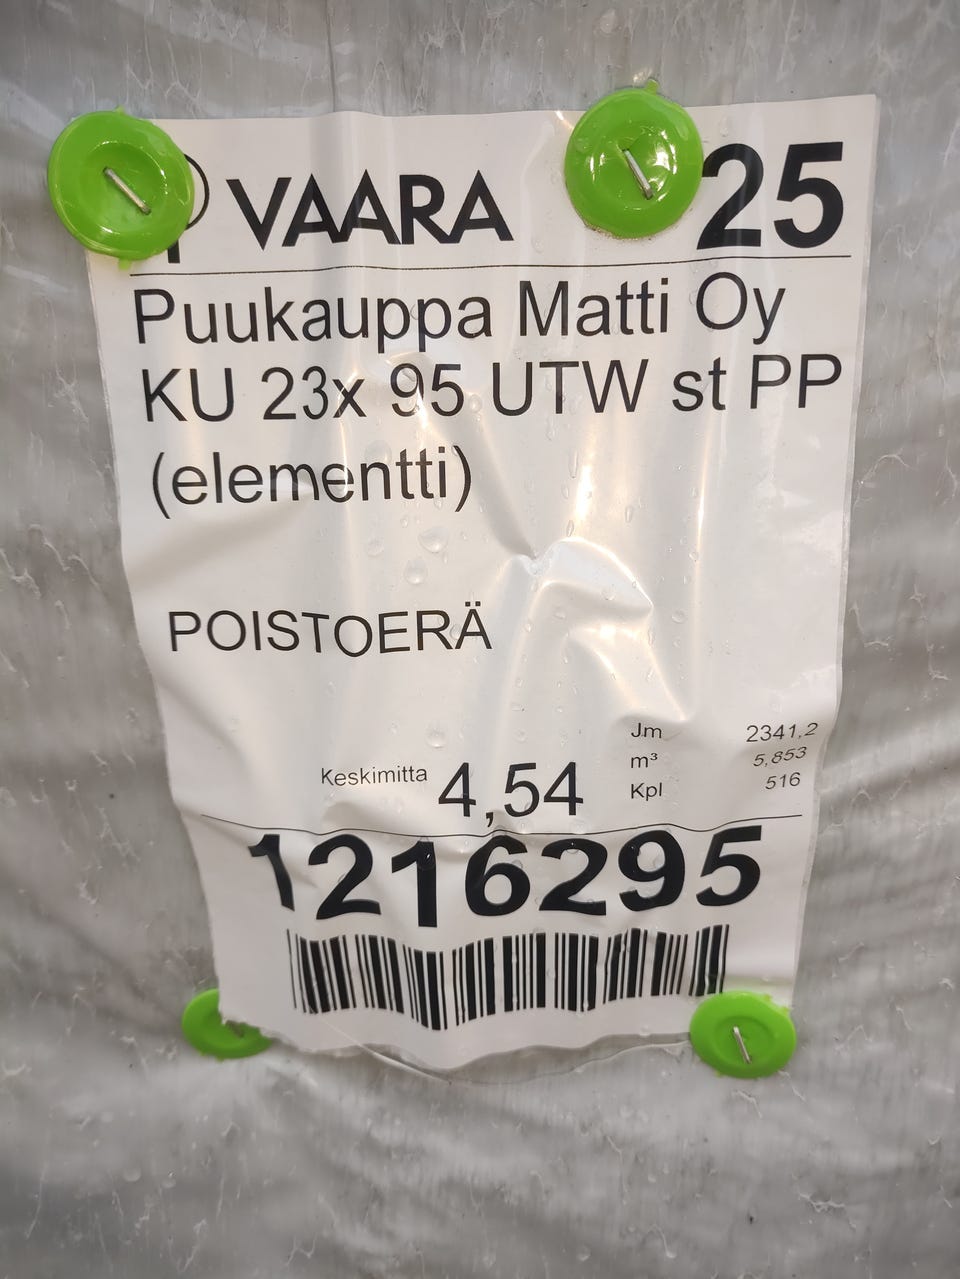 VAARA 25
Puukauppa Matti Oy
KU 23x 95 UTW st PP
(elementti)
POISTOERÄ
Jm 2341,2
m³ 5,853
Keskimitta 4,54 Kpl 516
1216295